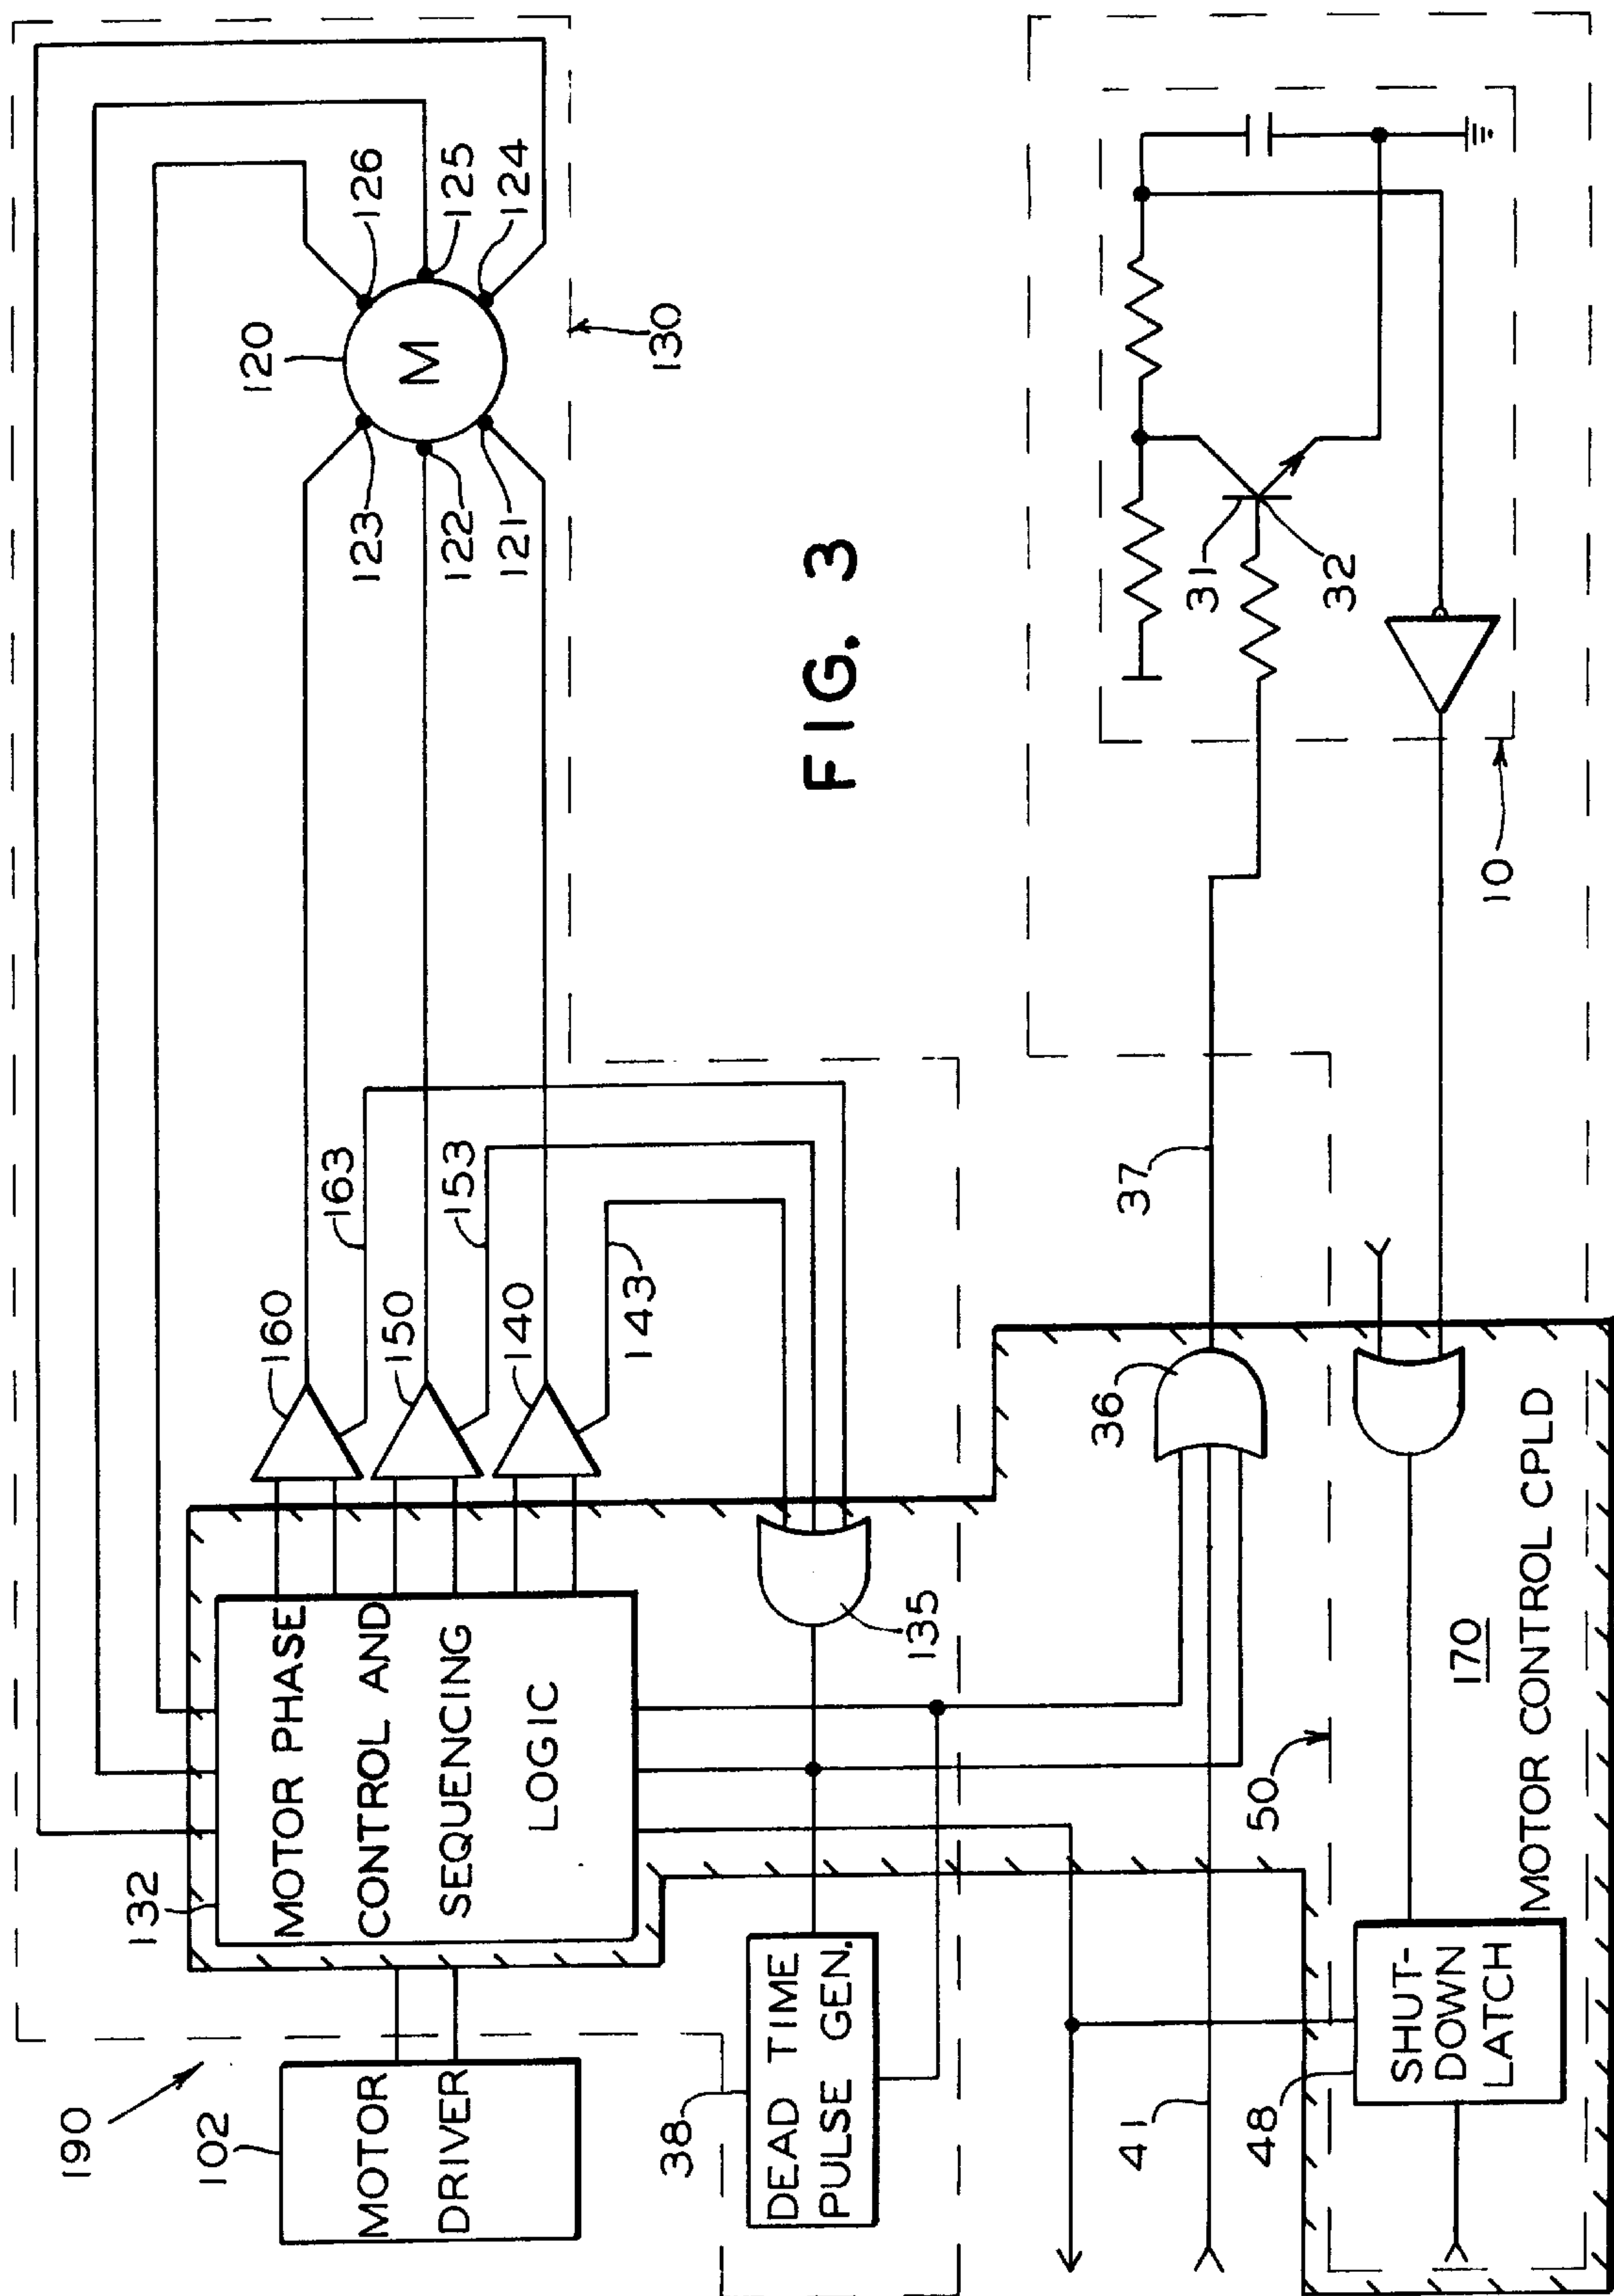 190
102
MOTOR
DRIVER
132
MOTOR PHASE
CONTROL AND
SEQUENCING
LOGIC
160
150
140
163
153
143
135
38
DEAD TIME
PULSE GEN.
120
M
123
122
121
126
125
124
130
FIG. 3
41
36
37
31
32
10
50
48
SHUT-
DOWN
LATCH
170
MOTOR CONTROL CPLD